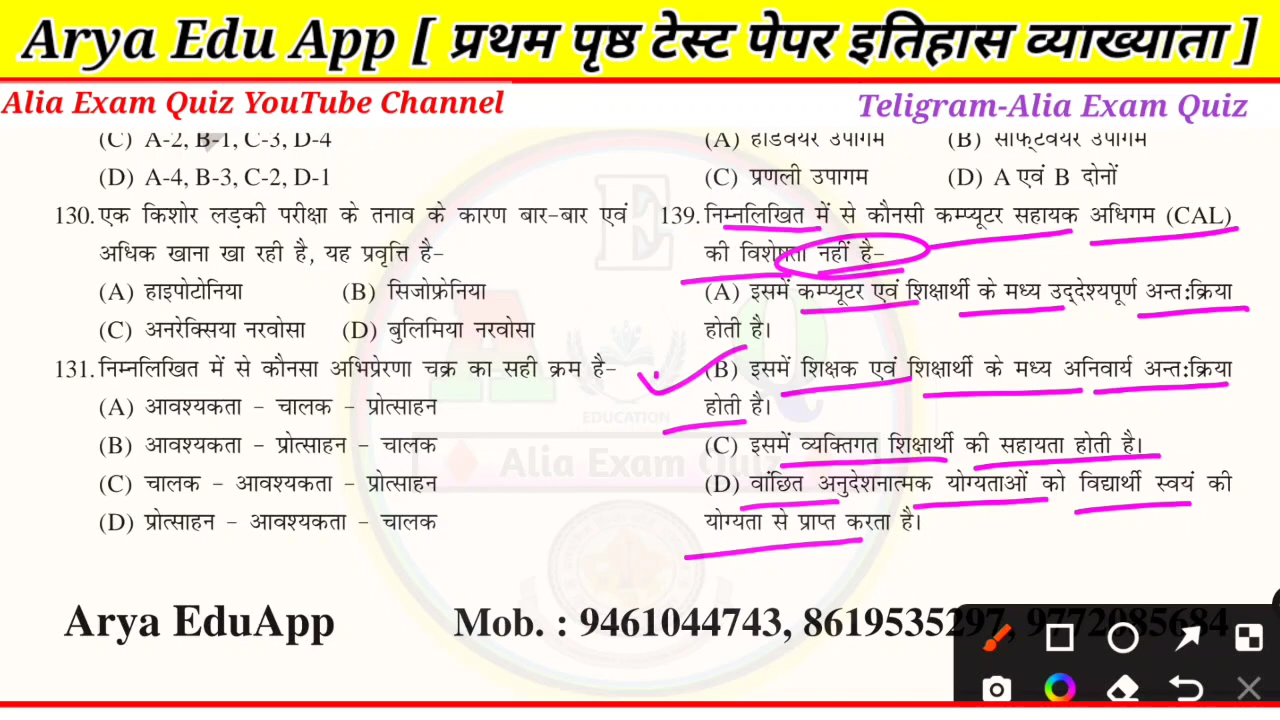 Arya Edu App [ प्रथम पृष्ठ टेस्ट पेपर इतिहास व्याख्याता ]
Alia Exam Quiz YouTube Channel
Teligram-Alia Exam Quiz
(C) A-2, B-1, C-3, D-4
(D) A-4, B-3, C-2, D-1
130. एक किशोर लड़की परीक्षा के तनाव के कारण बार-बार एवं
अधिक खाना खा रही है, यह प्रवृत्ति है-
(A) हाइपोटोनिया (B) सिजोफ्रेनिया
(C) अनरेक्सिया नरवोसा (D) बुलिमिया नरवोसा
131. निम्नलिखित में से कौनसा अभिप्रेरणा चक्र का सही क्रम है-
(A) आवश्यकता - चालक - प्रोत्साहन
(B) आवश्यकता - प्रोत्साहन - चालक
(C) चालक - आवश्यकता - प्रोत्साहन
(D) प्रोत्साहन - आवश्यकता - चालक
(A) हार्डवेयर उपागम (B) सॉफ्टवेयर उपागम
(C) प्रणली उपागम (D) A एवं B दोनों
139. निम्नलिखित में से कौनसी कम्प्यूटर सहायक अधिगम (CAL)
की विशेषता नहीं है-
(A) इसमें कम्प्यूटर एवं शिक्षार्थी के मध्य उद्देश्यपूर्ण अन्त:क्रिया
होती है।
(B) इसमें शिक्षक एवं शिक्षार्थी के मध्य अनिवार्य अन्त:क्रिया
होती है।
(C) इसमें व्यक्तिगत शिक्षार्थी की सहायता होती है।
(D) वांछित अनुदेशनात्मक योग्यताओं को विद्यार्थी स्वयं की
योग्यता से प्राप्त करता है।
E
Q
EDUCATION
Alia Exam Quiz
Arya EduApp
Mob. : 9461044743, 8619535297, 9772085684